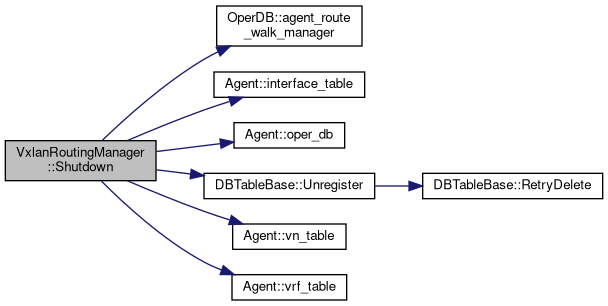 OperDB::agent_route
_walk_manager
Agent::interface_table
Agent::oper_db
VxlanRoutingManager
::Shutdown
DBTableBase::Unregister
DBTableBase::RetryDelete
Agent::vn_table
Agent::vrf_table